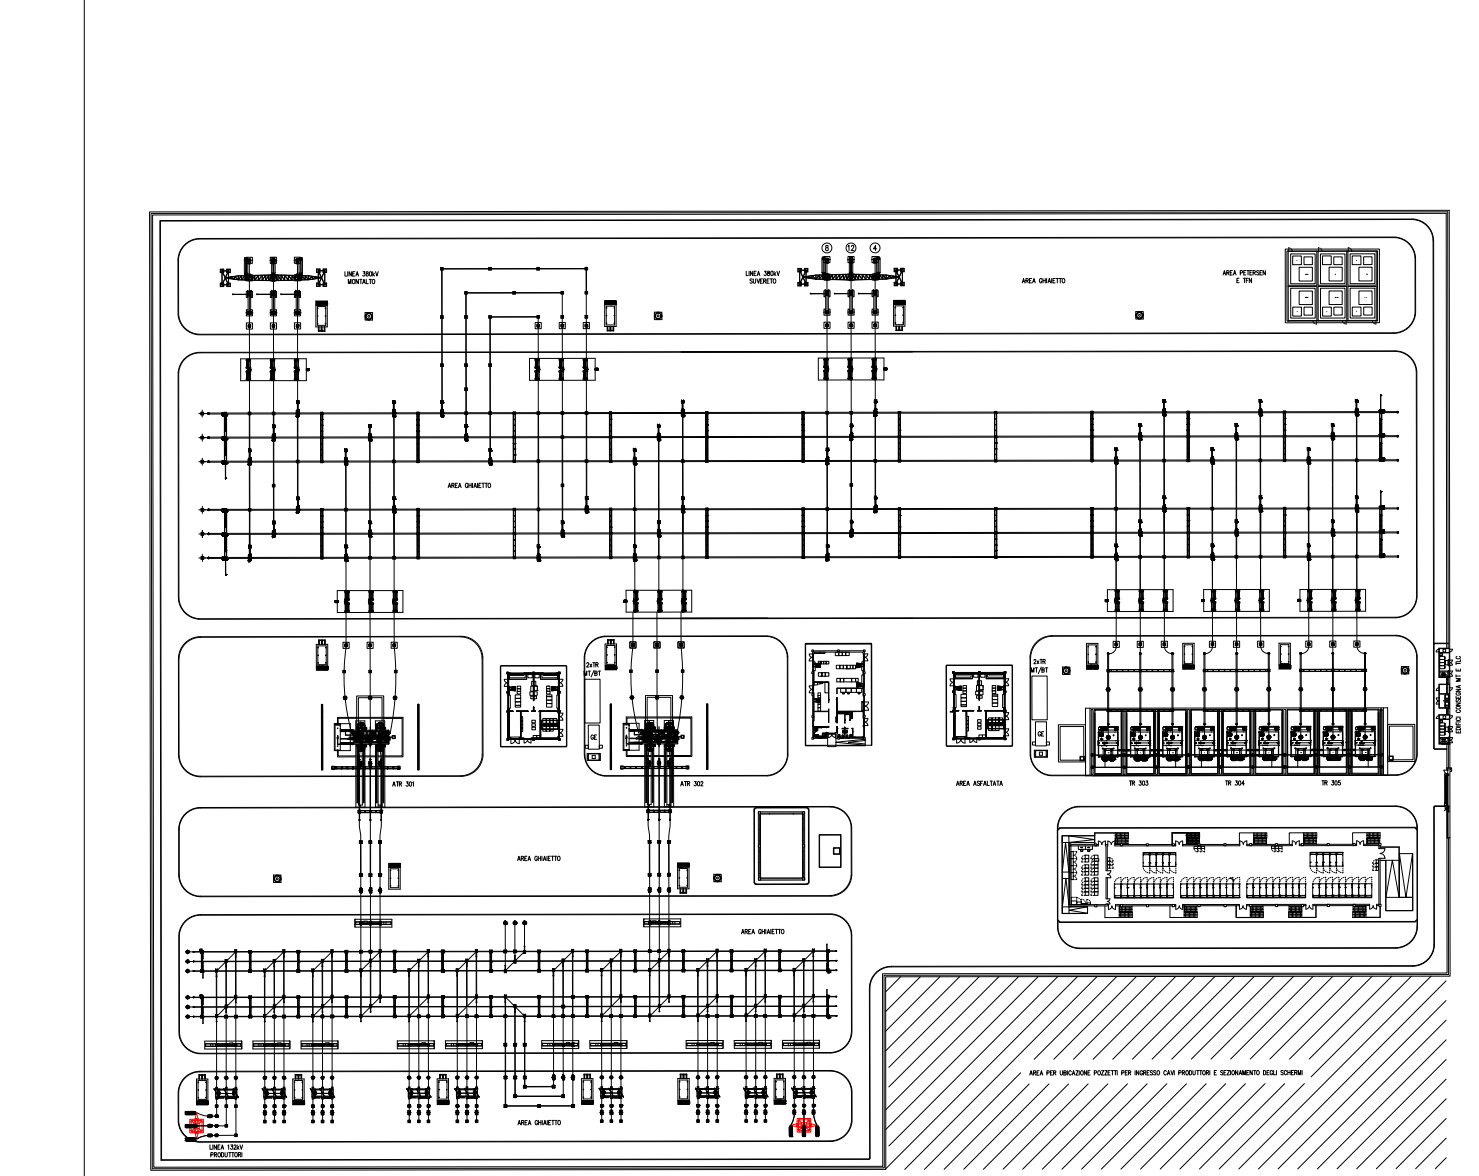 8 12 4
LINEA 380kV
MONTALTO
LINEA 380kV
SUVERETO
AREA GHIAIETTO
AREA PETERSEN
E TFN
AREA GHIAIETTO
2xTR
MT/BT
GE
2xTR
MT/BT
GE
EDIFICI CONSEGNA MT E TLC
ATR 301
ATR 302
AREA ASFALTATA
TR 303
TR 304
TR 305
AREA GHIAIETTO
AREA GHIAIETTO
AREA PER UBICAZIONE POZZETTI PER INGRESSO CAVI PRODUTTORI E SEZIONAMENTO DEGLI SCHERMI
AREA GHIAIETTO
LINEA 132kV
PRODUTTORI